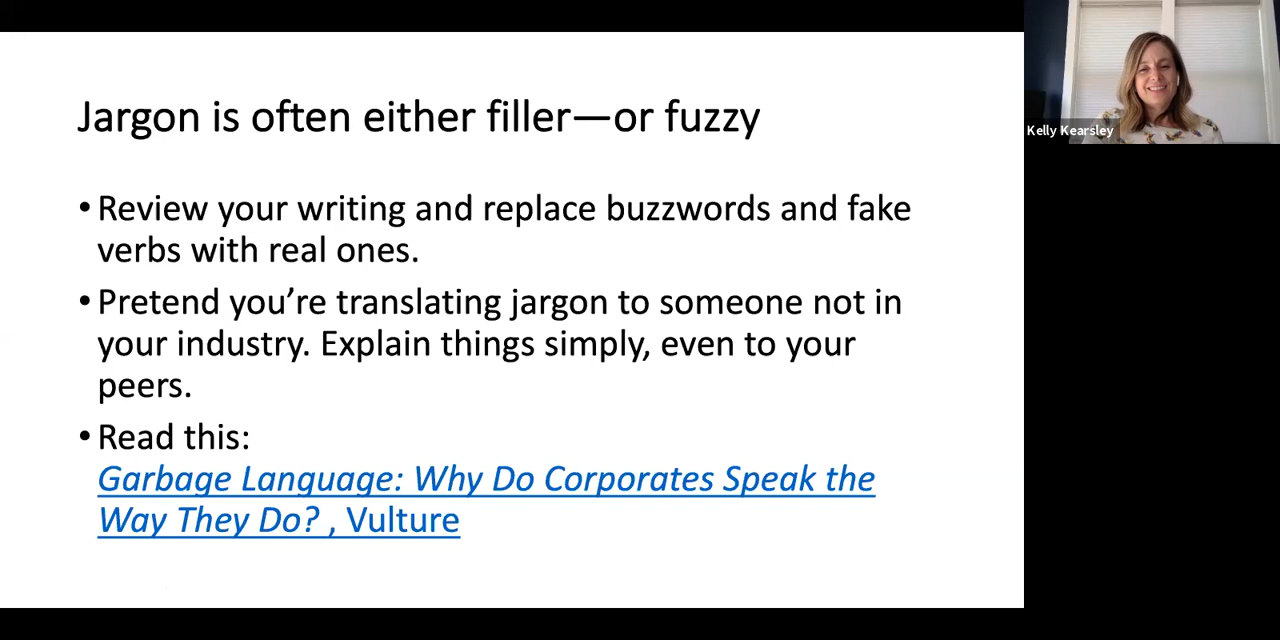 Jargon is often either filler—or fuzzy
• Review your writing and replace buzzwords and fake
verbs with real ones.
• Pretend you’re translating jargon to someone not in
your industry. Explain things simply, even to your
peers.
• Read this:
Garbage Language: Why Do Corporates Speak the
Way They Do? , Vulture
Kelly Kearsley